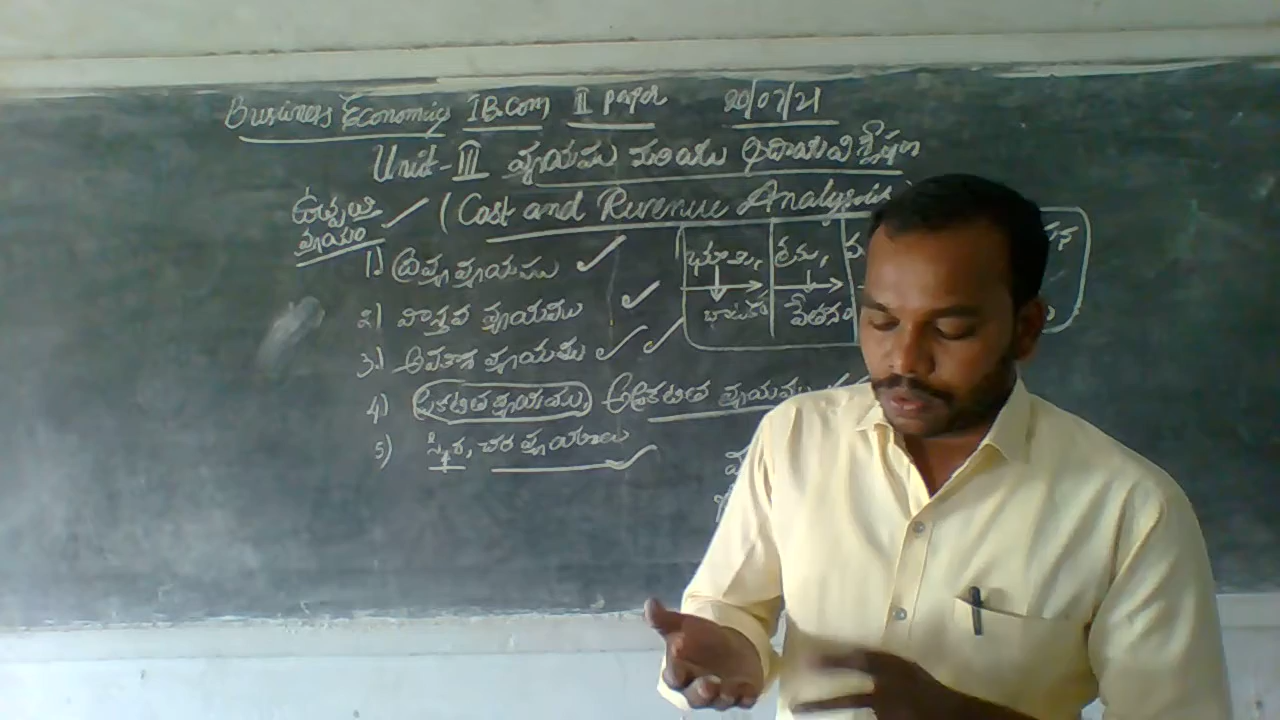 Business Economics I B.Com II paper 20/07/21
Unit-III వ్యయము మరియు ఆదాయ విశ్లేషణ
ఉత్పత్తి వ్యయం
(Cost and Revenue Analysis)
1) ద్రవ్య వ్యయము
భూమి, శ్రమ,
2) వాస్తవ వ్యయము
భాటకం వేతనం
3) అవకాశ వ్యయము
4) ప్రకటిత వ్యయము, అప్రకటిత వ్యయము
5) స్థిర, చర వ్యయాలు